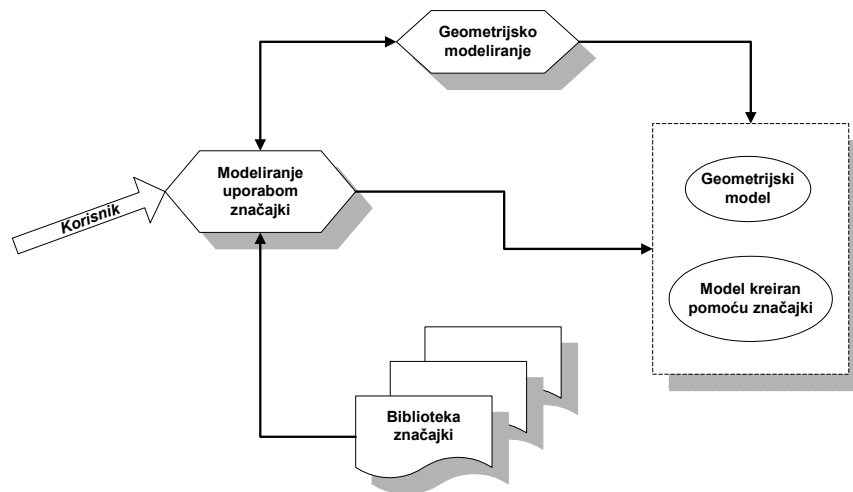 Geometrijsko
modeliranje
Modeliranje
uporabom
značajki
Korisnik
Geometrijski
model
Model kreiran
pomoću značajki
Biblioteka
značajki